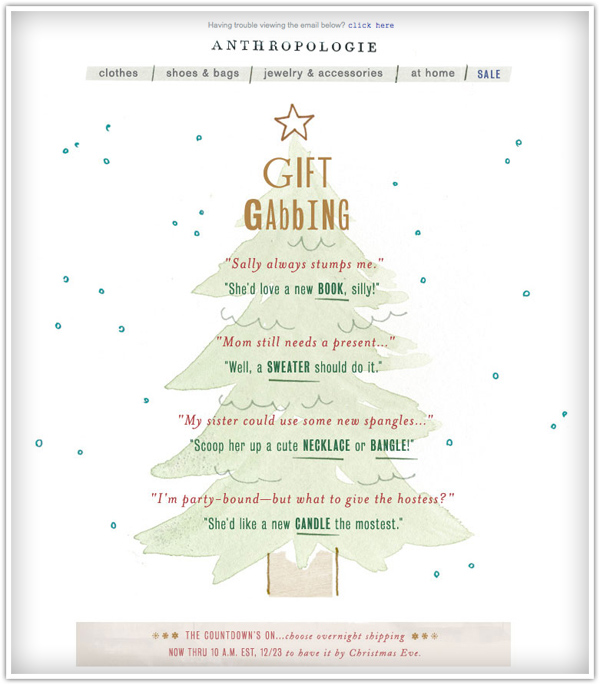 Having trouble viewing the email below? click here
ANTHROPOLOGIE
clothes / shoes & bags / jewelry & accessories / at home / SALE
GIFT
GAbbING
"Sally always stumps me."
"She'd love a new BOOK, silly!"
"Mom still needs a present..."
"Well, a SWEATER should do it."
"My sister could use some new spangles..."
"Scoop her up a cute NECKLACE or BANGLE!"
"I'm party-bound—but what to give the hostess?"
"She'd like a new CANDLE the mostest."
THE COUNTDOWN'S ON...choose overnight shipping
NOW THRU 10 A.M. EST, 12/23 to have it by Christmas Eve.